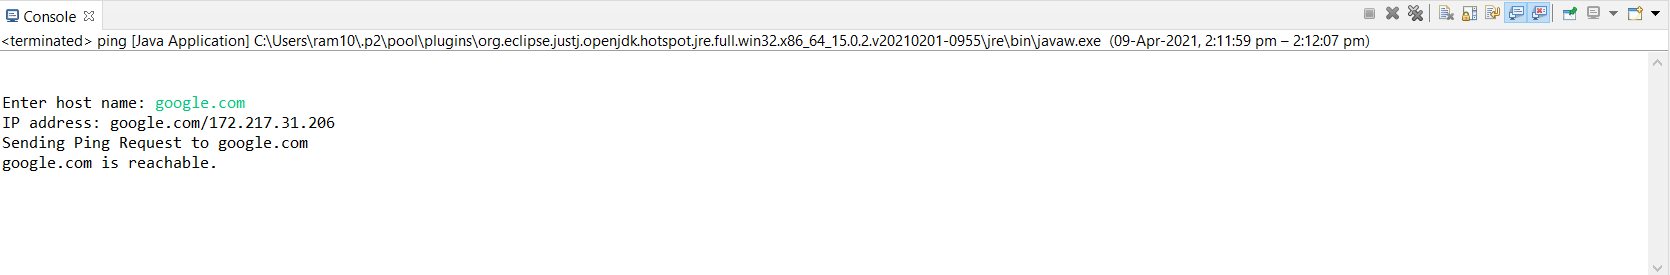 Console
<terminated> ping [Java Application] C:\Users\ram10\.p2\pool\plugins\org.eclipse.justj.openjdk.hotspot.jre.full.win32.x86_64_15.0.2.v20210201-0955\jre\bin\javaw.exe (09-Apr-2021, 2:11:59 pm – 2:12:07 pm)
Enter host name: google.com
IP address: google.com/172.217.31.206
Sending Ping Request to google.com
google.com is reachable.